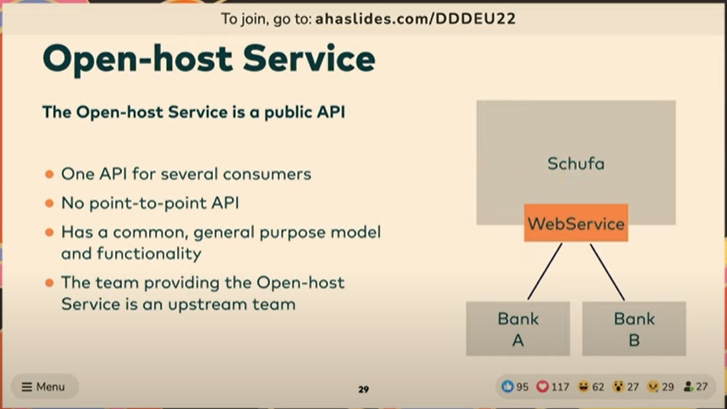 To join, go to: ahaslides.com/DDDEU22
Open-host Service
The Open-host Service is a public API
One API for several consumers
No point-to-point API
Has a common, general purpose model
and functionality
The team providing the Open-host
Service is an upstream team
Schufa
WebService
Bank
A
Bank
B
Menu
29
95 117 62 27 29 27